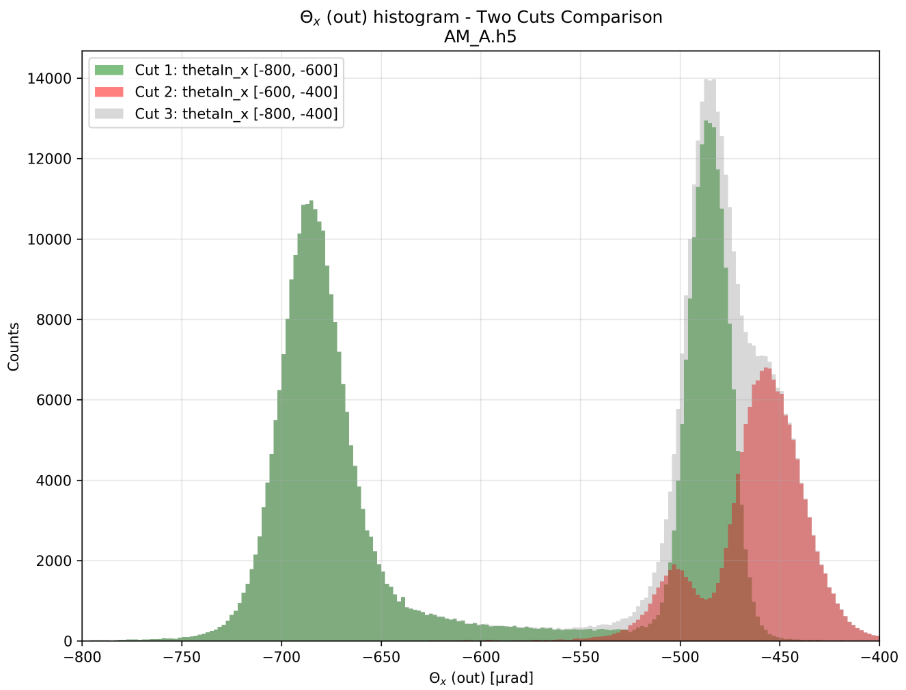 Θₓ (out) histogram - Two Cuts Comparison
AM_A.h5
Cut 1: thetaIn_x [-800, -600]
Cut 2: thetaIn_x [-600, -400]
Cut 3: thetaIn_x [-800, -400]
14000
12000
10000
8000
6000
4000
2000
0
Counts
−800 −750 −700 −650 −600 −550 −500 −450 −400
Θₓ (out) [μrad]